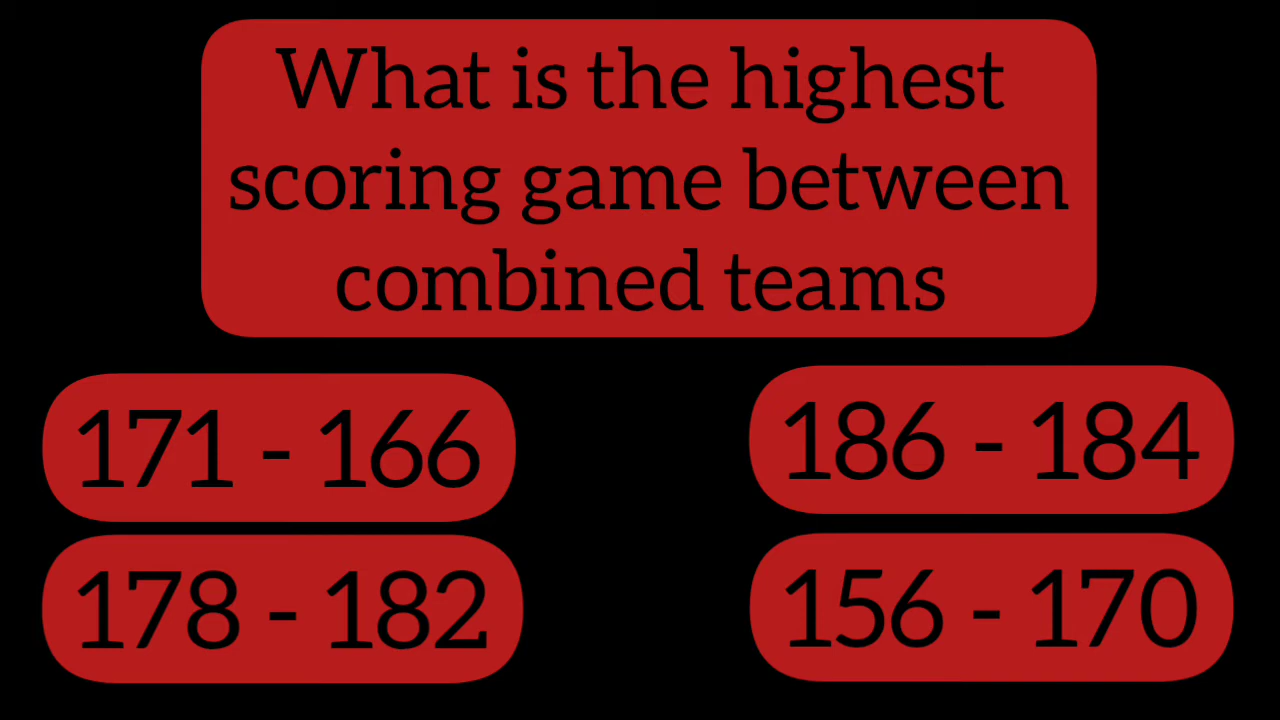 What is the highest
scoring game between
combined teams
171 - 166
186 - 184
178 - 182
156 - 170